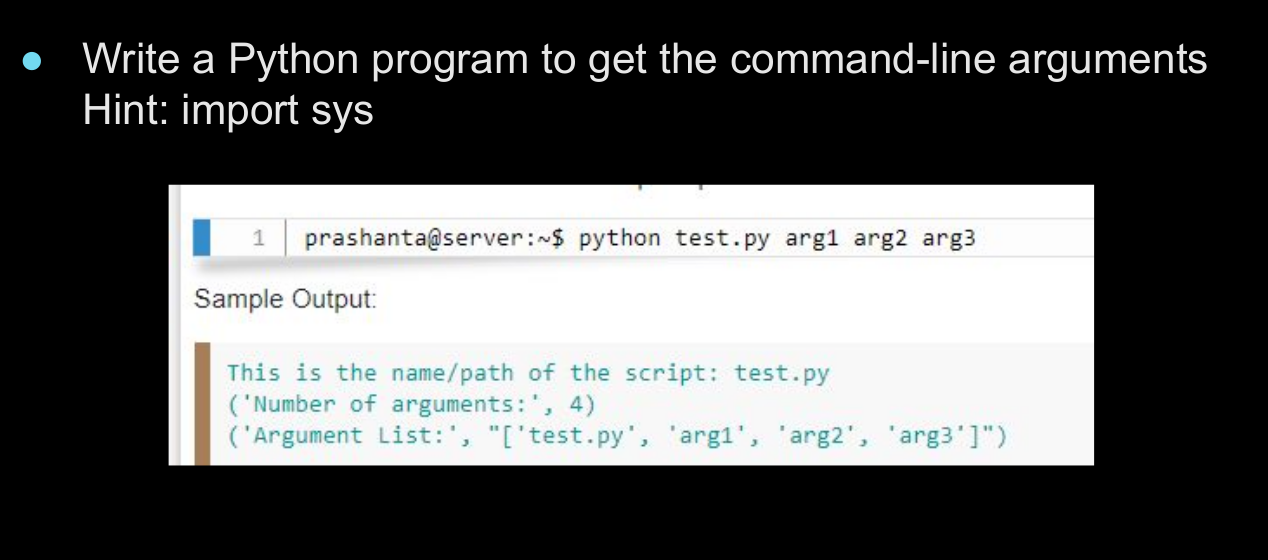 Write a Python program to get the command-line arguments
Hint: import sys
1 prashanta@server:~$ python test.py arg1 arg2 arg3
Sample Output:
This is the name/path of the script: test.py
('Number of arguments:', 4)
('Argument List:', "['test.py', 'arg1', 'arg2', 'arg3']")